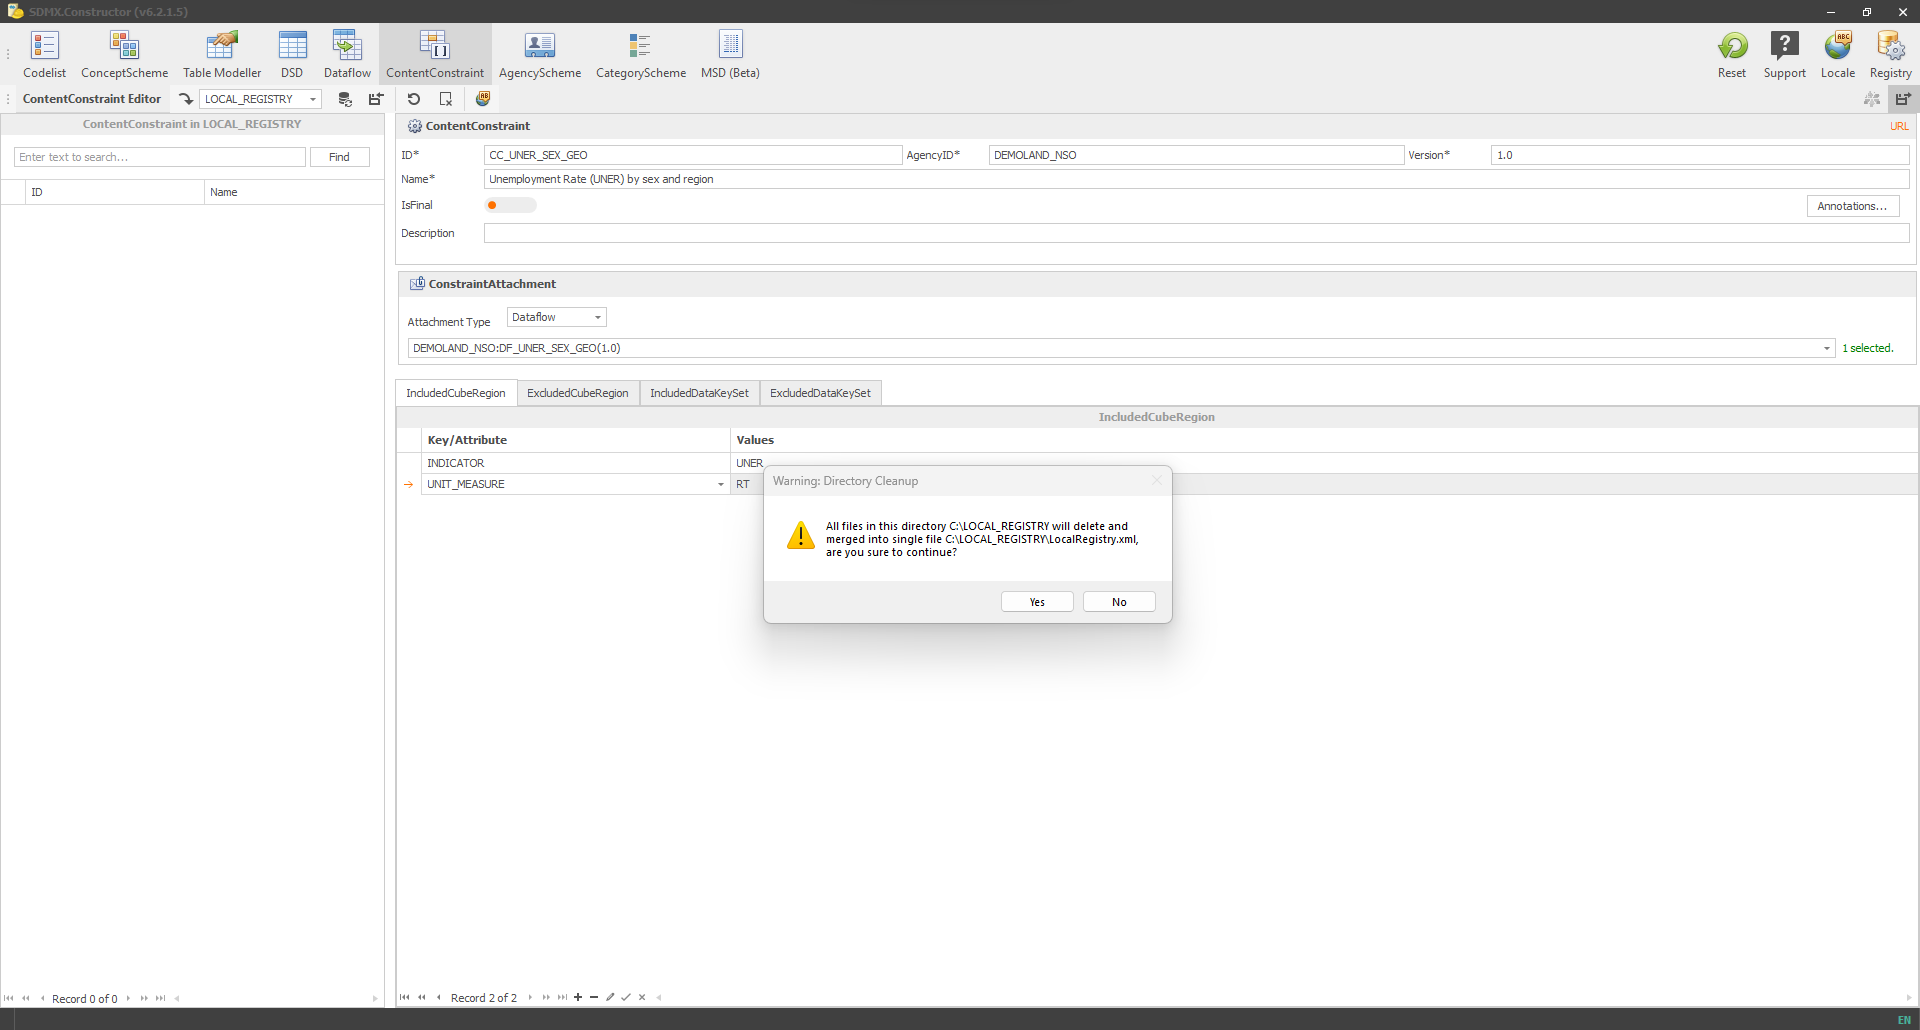 SDMX.Constructor (v6.2.1.5)
Codelist
ConceptScheme
Table Modeller
DSD
Dataflow
ContentConstraint
AgencyScheme
CategoryScheme
MSD (Beta)
Reset
Support
Locale
Registry
ContentConstraint Editor
LOCAL_REGISTRY
ContentConstraint in LOCAL_REGISTRY
Enter text to search...
Find
ID
Name
Record 0 of 0
ContentConstraint
URL
ID*
CC_UNER_SEX_GEO
AgencyID*
DEMOLAND_NSO
Version*
1.0
Name*
Unemployment Rate (UNER) by sex and region
IsFinal
Annotations...
Description
ConstraintAttachment
Attachment Type
Dataflow
DEMOLAND_NSO:DF_UNER_SEX_GEO(1.0)
1 selected.
IncludedCubeRegion
ExcludedCubeRegion
IncludedDataKeySet
ExcludedDataKeySet
IncludedCubeRegion
Key/Attribute
Values
INDICATOR
UNER
UNIT_MEASURE
RT
Warning: Directory Cleanup
All files in this directory C:\LOCAL_REGISTRY will delete and
merged into single file C:\LOCAL_REGISTRY\LocalRegistry.xml,
are you sure to continue?
Yes
No
Record 2 of 2
EN